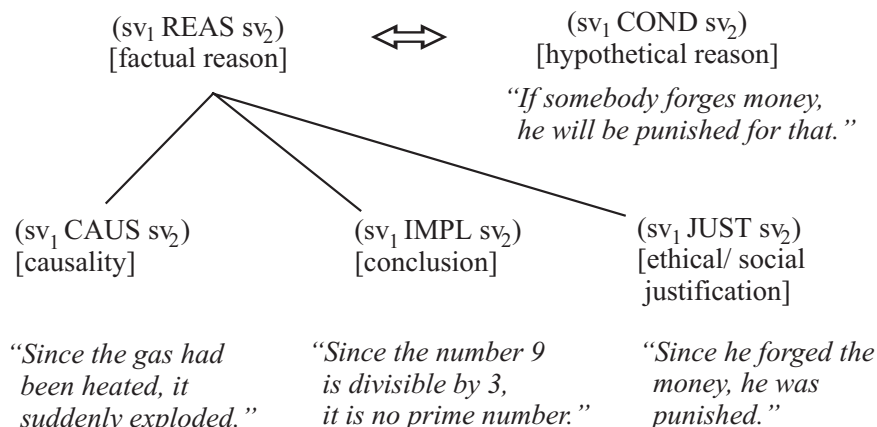 (sv₁ REAS sv₂)
[factual reason]
(sv₁ COND sv₂)
[hypothetical reason]
“If somebody forges money,
he will be punished for that.”
(sv₁ CAUS sv₂)
[causality]
(sv₁ IMPL sv₂)
[conclusion]
(sv₁ JUST sv₂)
[ethical/ social
justification]
“Since the gas had
been heated, it
suddenly exploded.”
“Since the number 9
is divisible by 3,
it is no prime number.”
“Since he forged the
money, he was
punished.”